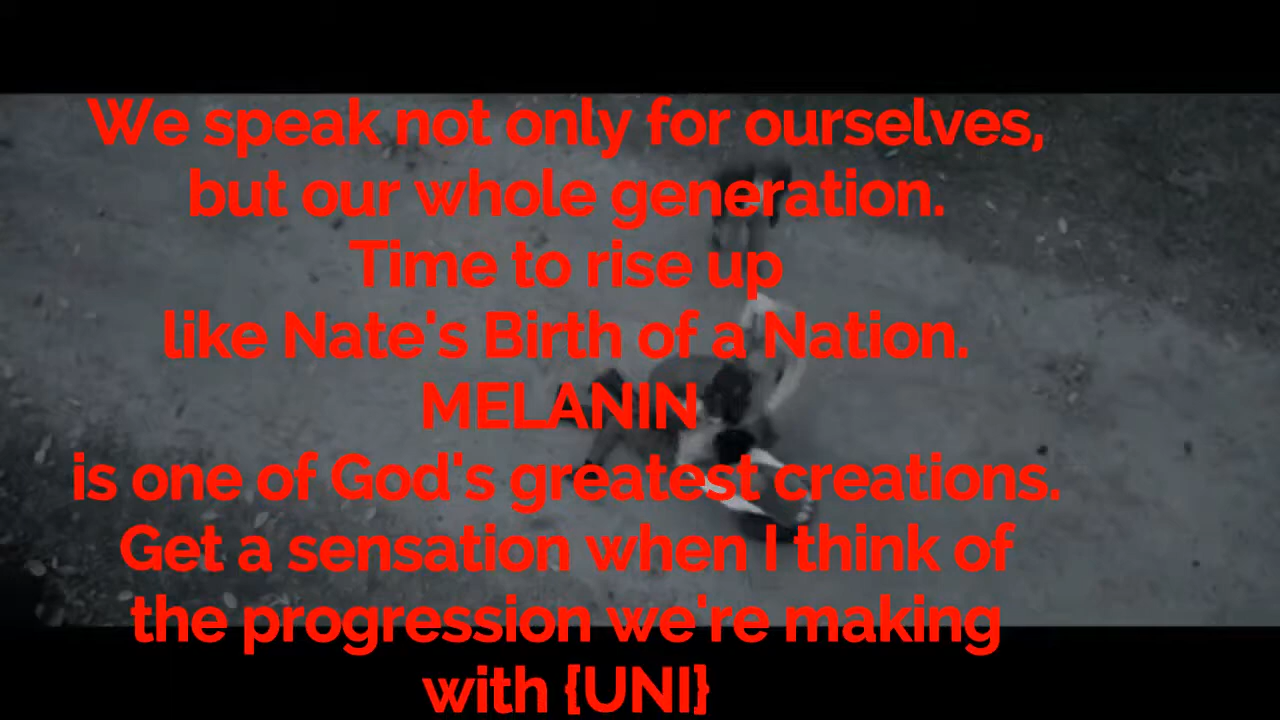 We speak not only for ourselves,
but our whole generation.
Time to rise up
like Nate's Birth of a Nation.
MELANIN
is one of God's greatest creations.
Get a sensation when I think of
the progression we're making
with {UNI}